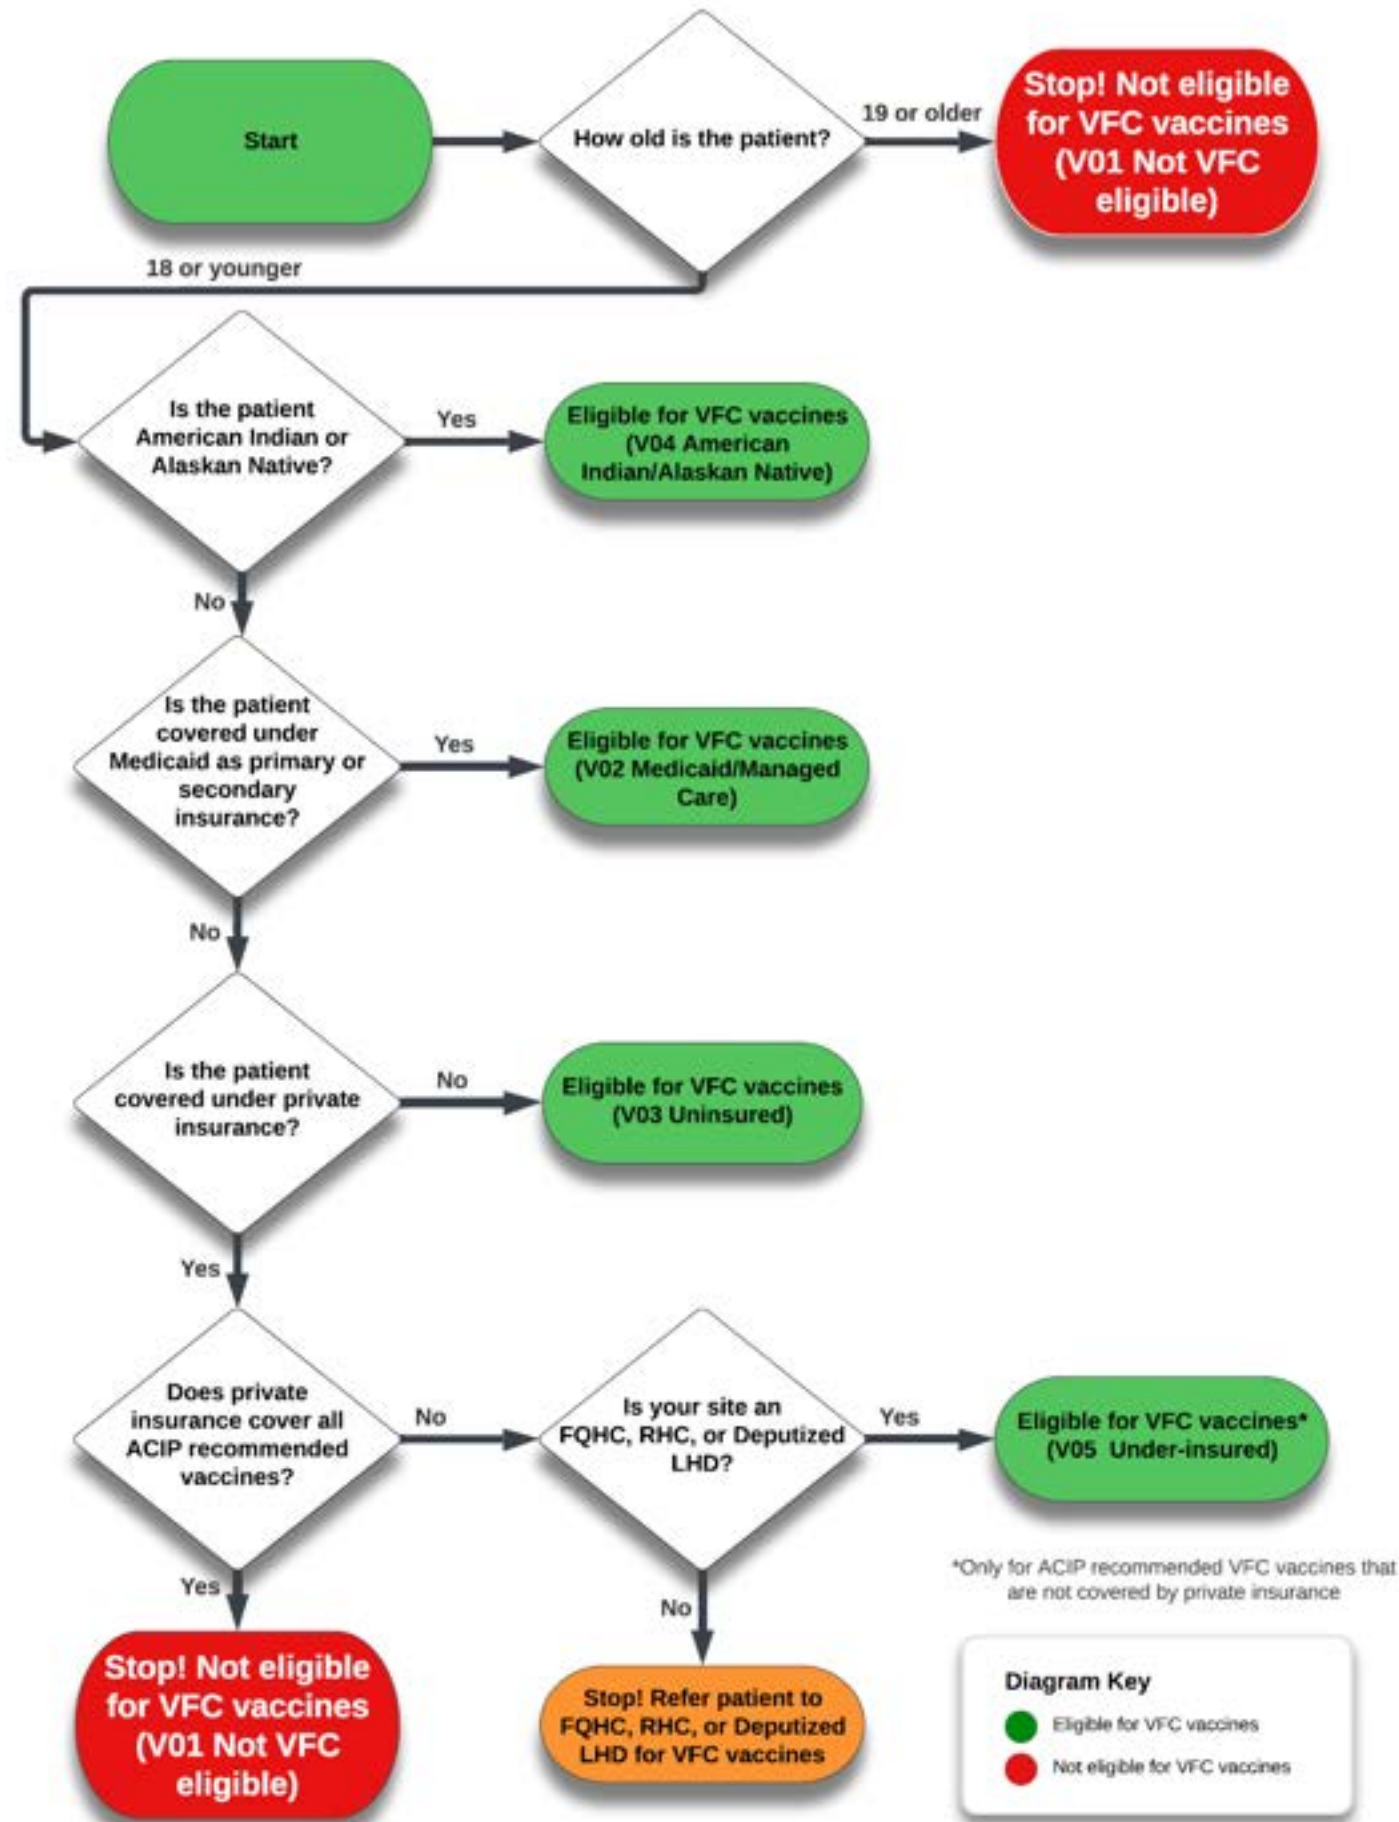 Start
How old is the patient?
19 or older
Stop! Not eligible
for VFC vaccines
(V01 Not VFC
eligible)
18 or younger
Is the patient
American Indian or
Alaskan Native?
Yes
Eligible for VFC vaccines
(V04 American
Indian/Alaskan Native)
No
Is the patient
covered under
Medicaid as primary or
secondary
insurance?
Yes
Eligible for VFC vaccines
(V02 Medicaid/Managed
Care)
No
Is the patient
covered under private
insurance?
No
Eligible for VFC vaccines
(V03 Uninsured)
Yes
Does private
insurance cover all
ACIP recommended
vaccines?
No
Is your site an
FQHC, RHC, or Deputized
LHD?
Yes
Eligible for VFC vaccines*
(V05 Under-insured)
*Only for ACIP recommended VFC vaccines that
are not covered by private insurance
Yes
Stop! Not eligible
for VFC vaccines
(V01 Not VFC
eligible)
No
Stop! Refer patient to
FQHC, RHC, or Deputized
LHD for VFC vaccines
Diagram Key
Eligible for VFC vaccines
Not eligible for VFC vaccines